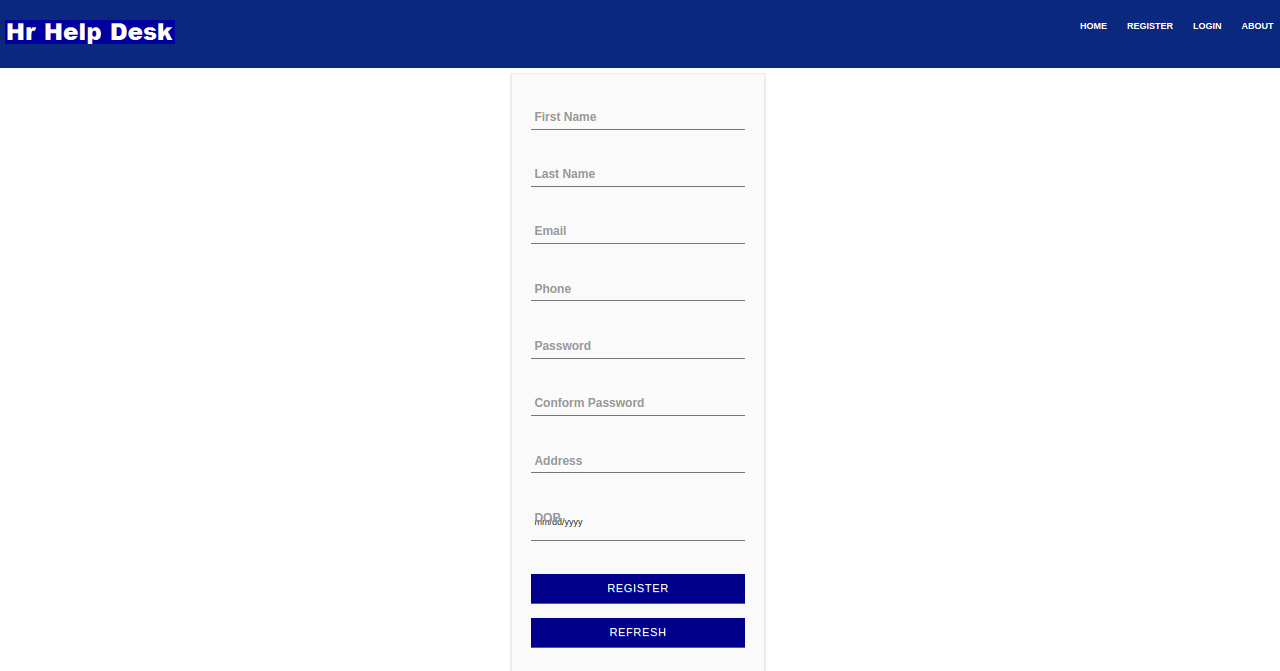 Hr Help Desk
HOME REGISTER LOGIN ABOUT
First Name
Last Name
Email
Phone
Password
Conform Password
Address
DOB
mm/dd/yyyy
REGISTER
REFRESH